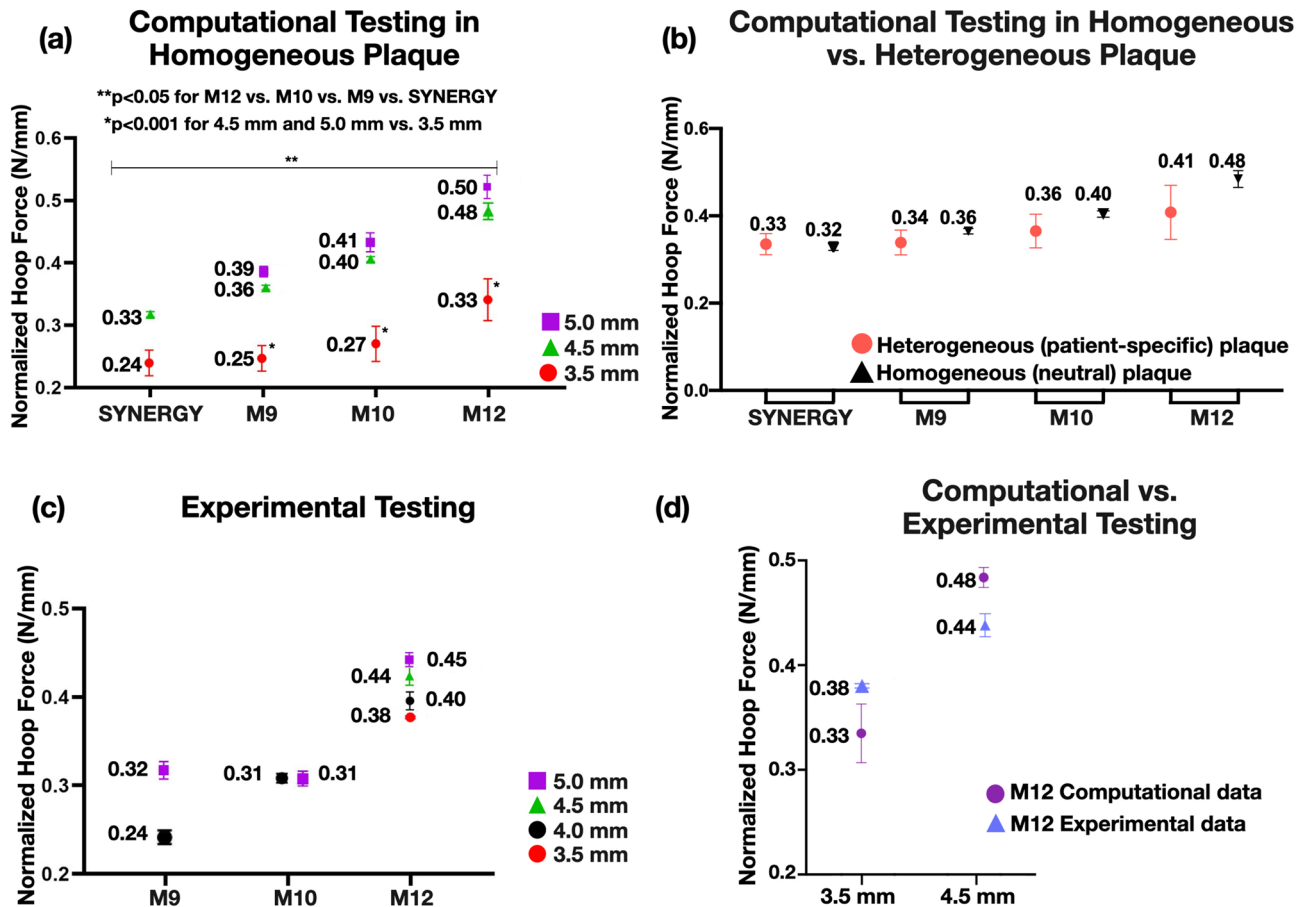 (a)
Computational Testing in
Homogeneous Plaque
**p<0.05 for M12 vs. M10 vs. M9 vs. SYNERGY
*p<0.001 for 4.5 mm and 5.0 mm vs. 3.5 mm
Normalized Hoop Force (N/mm)
0.6
0.5
0.4
0.3
0.2
**
0.33
0.24
0.39
0.36
0.25
*
0.41
0.40
0.27
*
0.50
0.48
0.33
*
5.0 mm
4.5 mm
3.5 mm
SYNERGY M9 M10 M12
(b)
Computational Testing in Homogeneous
vs. Heterogeneous Plaque
Normalized Hoop Force (N/mm)
0.6
0.4
0.2
0.0
0.33 0.32
0.34 0.36
0.36 0.40
0.41 0.48
Heterogeneous (patient-specific) plaque
Homogeneous (neutral) plaque
SYNERGY M9 M10 M12
(c)
Experimental Testing
Normalized Hoop Force (N/mm)
0.5
0.4
0.3
0.2
0.32
0.24
0.31 0.31
0.45
0.44
0.40
0.38
5.0 mm
4.5 mm
4.0 mm
3.5 mm
M9 M10 M12
(d)
Computational vs.
Experimental Testing
Normalized Hoop Force (N/mm)
0.5
0.4
0.3
0.2
0.38
0.33
0.48
0.44
M12 Computational data
M12 Experimental data
3.5 mm 4.5 mm